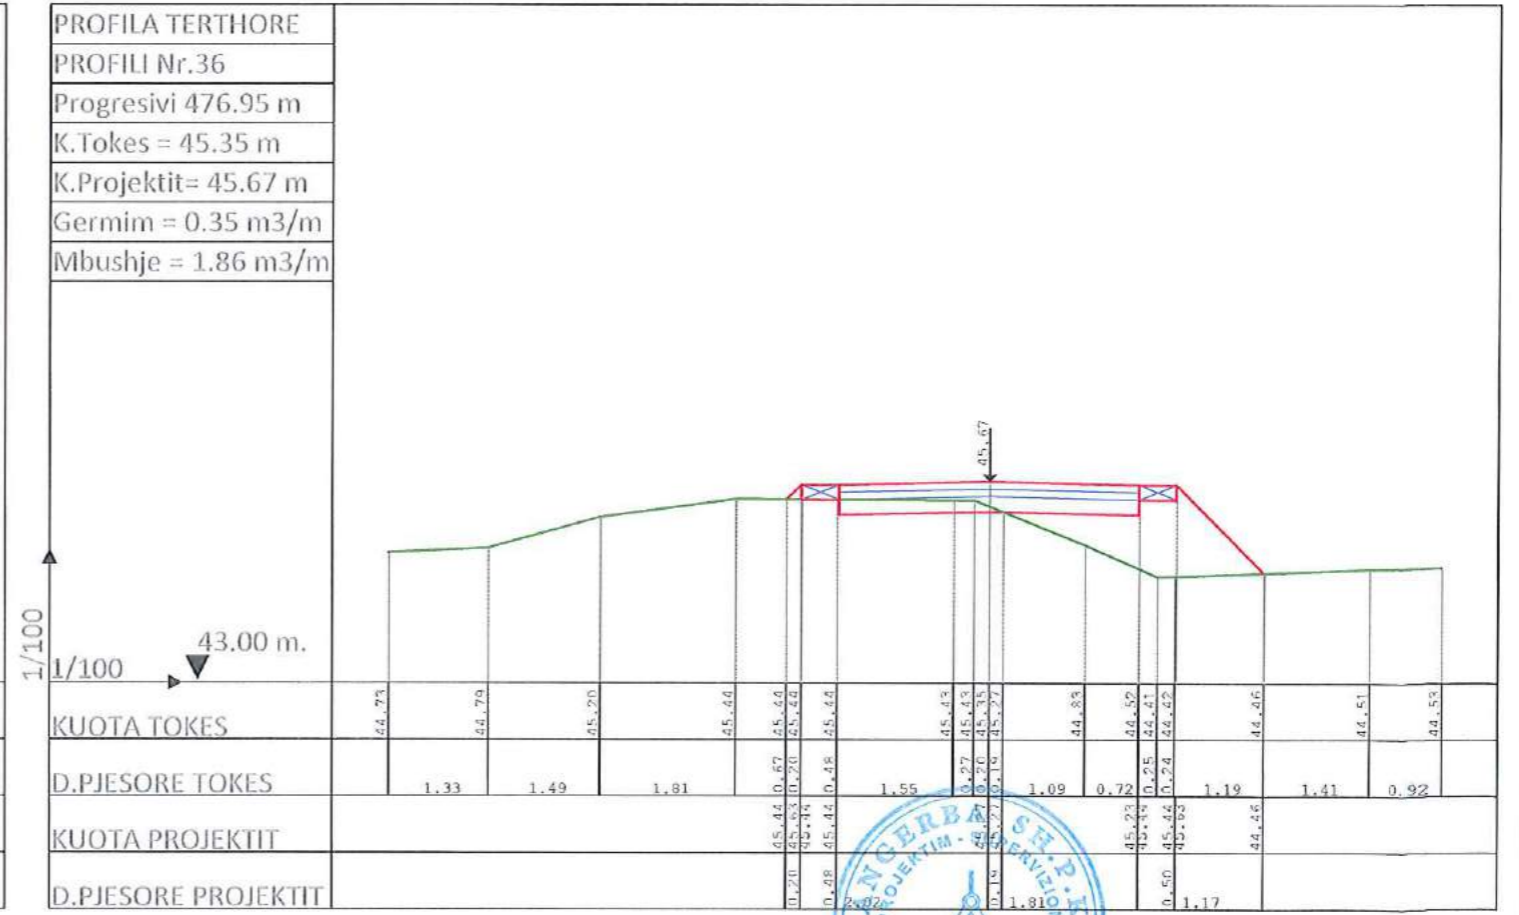 PROFILA TERTHORE
PROFILI Nr.36
Progresivi 476.95 m
K.Tokes = 45.35 m
K.Projektit= 45.67 m
Germim = 0.35 m3/m
Mbushje = 1.86 m3/m
45.67
1/100
43.00 m.
1/100
KUOTA TOKES 44.73 44.79 45.20 45.44 45.44 45.44 45.44 45.43 45.43 45.35 45.27 44.83 44.52 44.41 44.42 44.46 44.51 44.53
D.PJESORE TOKES 1.33 1.49 1.81 0.67 0.20 0.48 1.55 0.27 0.20 0.19 1.09 0.72 0.25 0.24 1.19 1.41 0.92
KUOTA PROJEKTIT 45.44 45.63 45.44 45.44 45.23 45.44 45.44 45.63 44.46
D.PJESORE PROJEKTIT 0.20 0.48 2.02 0.19 1.81 0.50 1.17
NGERBA SH.P.K
PROJEKTIM - SUPERVIZION